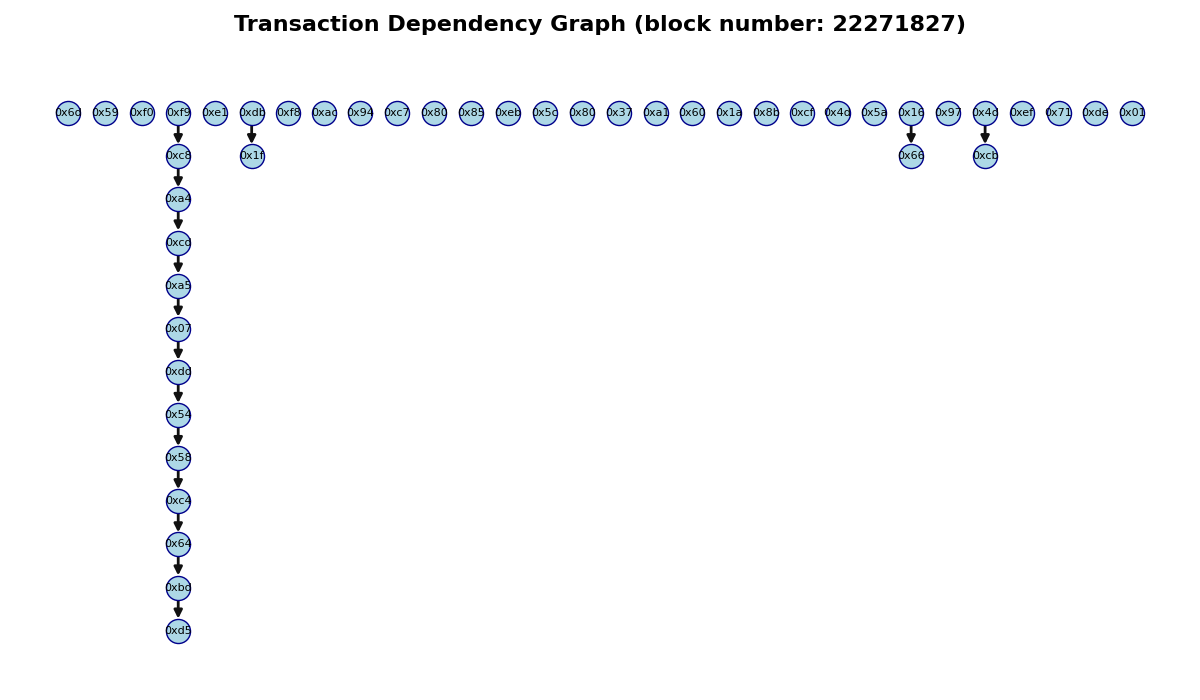 Transaction Dependency Graph (block number: 22271827)
0x6d 0x59 0xf0 0xf9 0xe1 0xdb 0xf8 0xac 0x94 0xc7 0x80 0x85 0xeb 0x5c 0x80 0x37 0xa1 0x60 0x1a 0x8b 0xcf 0x4d 0x5a 0x16 0x97 0x4d 0xef 0x71 0xde 0x01
0xc8 0x1f 0x66 0xcb
0xa4
0xcd
0xa5
0x07
0xdd
0x54
0x58
0xc4
0x64
0xbd
0xd5